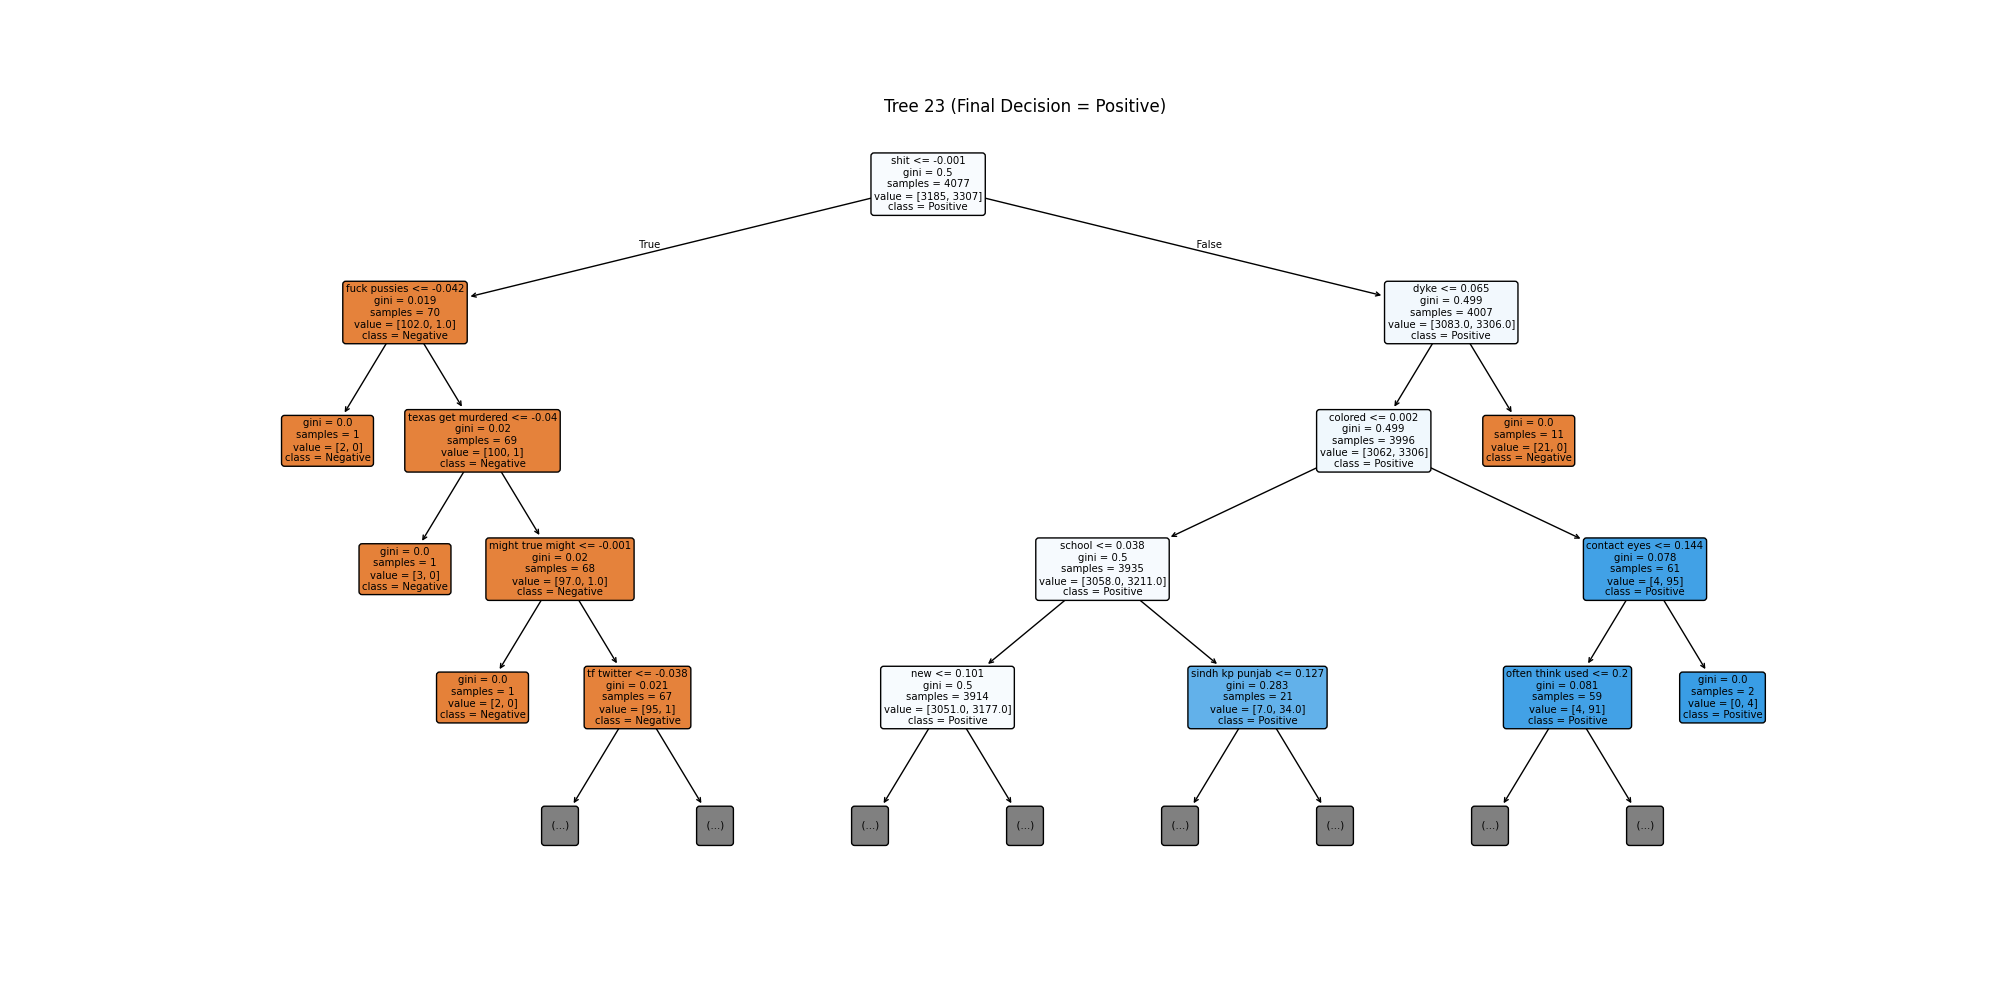 Tree 23 (Final Decision = Positive)
shit <= -0.001
gini = 0.5
samples = 4077
value = [3185, 3307]
class = Positive
True
False
fuck pussies <= -0.042
gini = 0.019
samples = 70
value = [102.0, 1.0]
class = Negative
dyke <= 0.065
gini = 0.499
samples = 4007
value = [3083.0, 3306.0]
class = Positive
gini = 0.0
samples = 1
value = [2, 0]
class = Negative
texas get murdered <= -0.04
gini = 0.02
samples = 69
value = [100, 1]
class = Negative
colored <= 0.002
gini = 0.499
samples = 3996
value = [3062, 3306]
class = Positive
gini = 0.0
samples = 11
value = [21, 0]
class = Negative
gini = 0.0
samples = 1
value = [3, 0]
class = Negative
might true might <= -0.001
gini = 0.02
samples = 68
value = [97.0, 1.0]
class = Negative
school <= 0.038
gini = 0.5
samples = 3935
value = [3058.0, 3211.0]
class = Positive
contact eyes <= 0.144
gini = 0.078
samples = 61
value = [4, 95]
class = Positive
gini = 0.0
samples = 1
value = [2, 0]
class = Negative
tf twitter <= -0.038
gini = 0.021
samples = 67
value = [95, 1]
class = Negative
new <= 0.101
gini = 0.5
samples = 3914
value = [3051.0, 3177.0]
class = Positive
sindh kp punjab <= 0.127
gini = 0.283
samples = 21
value = [7.0, 34.0]
class = Positive
often think used <= 0.2
gini = 0.081
samples = 59
value = [4, 91]
class = Positive
gini = 0.0
samples = 2
value = [0, 4]
class = Positive
(...)
(...)
(...)
(...)
(...)
(...)
(...)
(...)